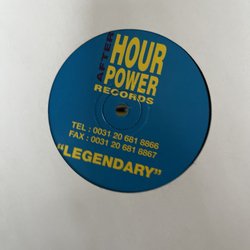 AFTER
HOUR
POWER
RECORDS
TEL : 0031 20 681 8866
FAX : 0031 20 681 8867
"LEGENDARY"